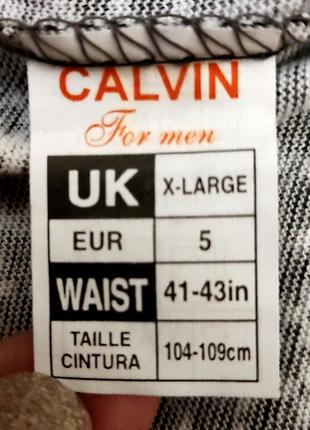 CALVIN
For men
UK X-LARGE
EUR 5
WAIST 41-43in
TAILLE
CINTURA 104-109cm